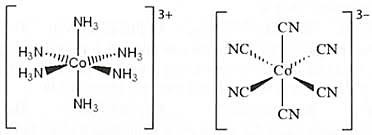 NH3 3+
H3N NH3
Co
H3N NH3
NH3
CN 3–
NC CN
Co
NC CN
CN